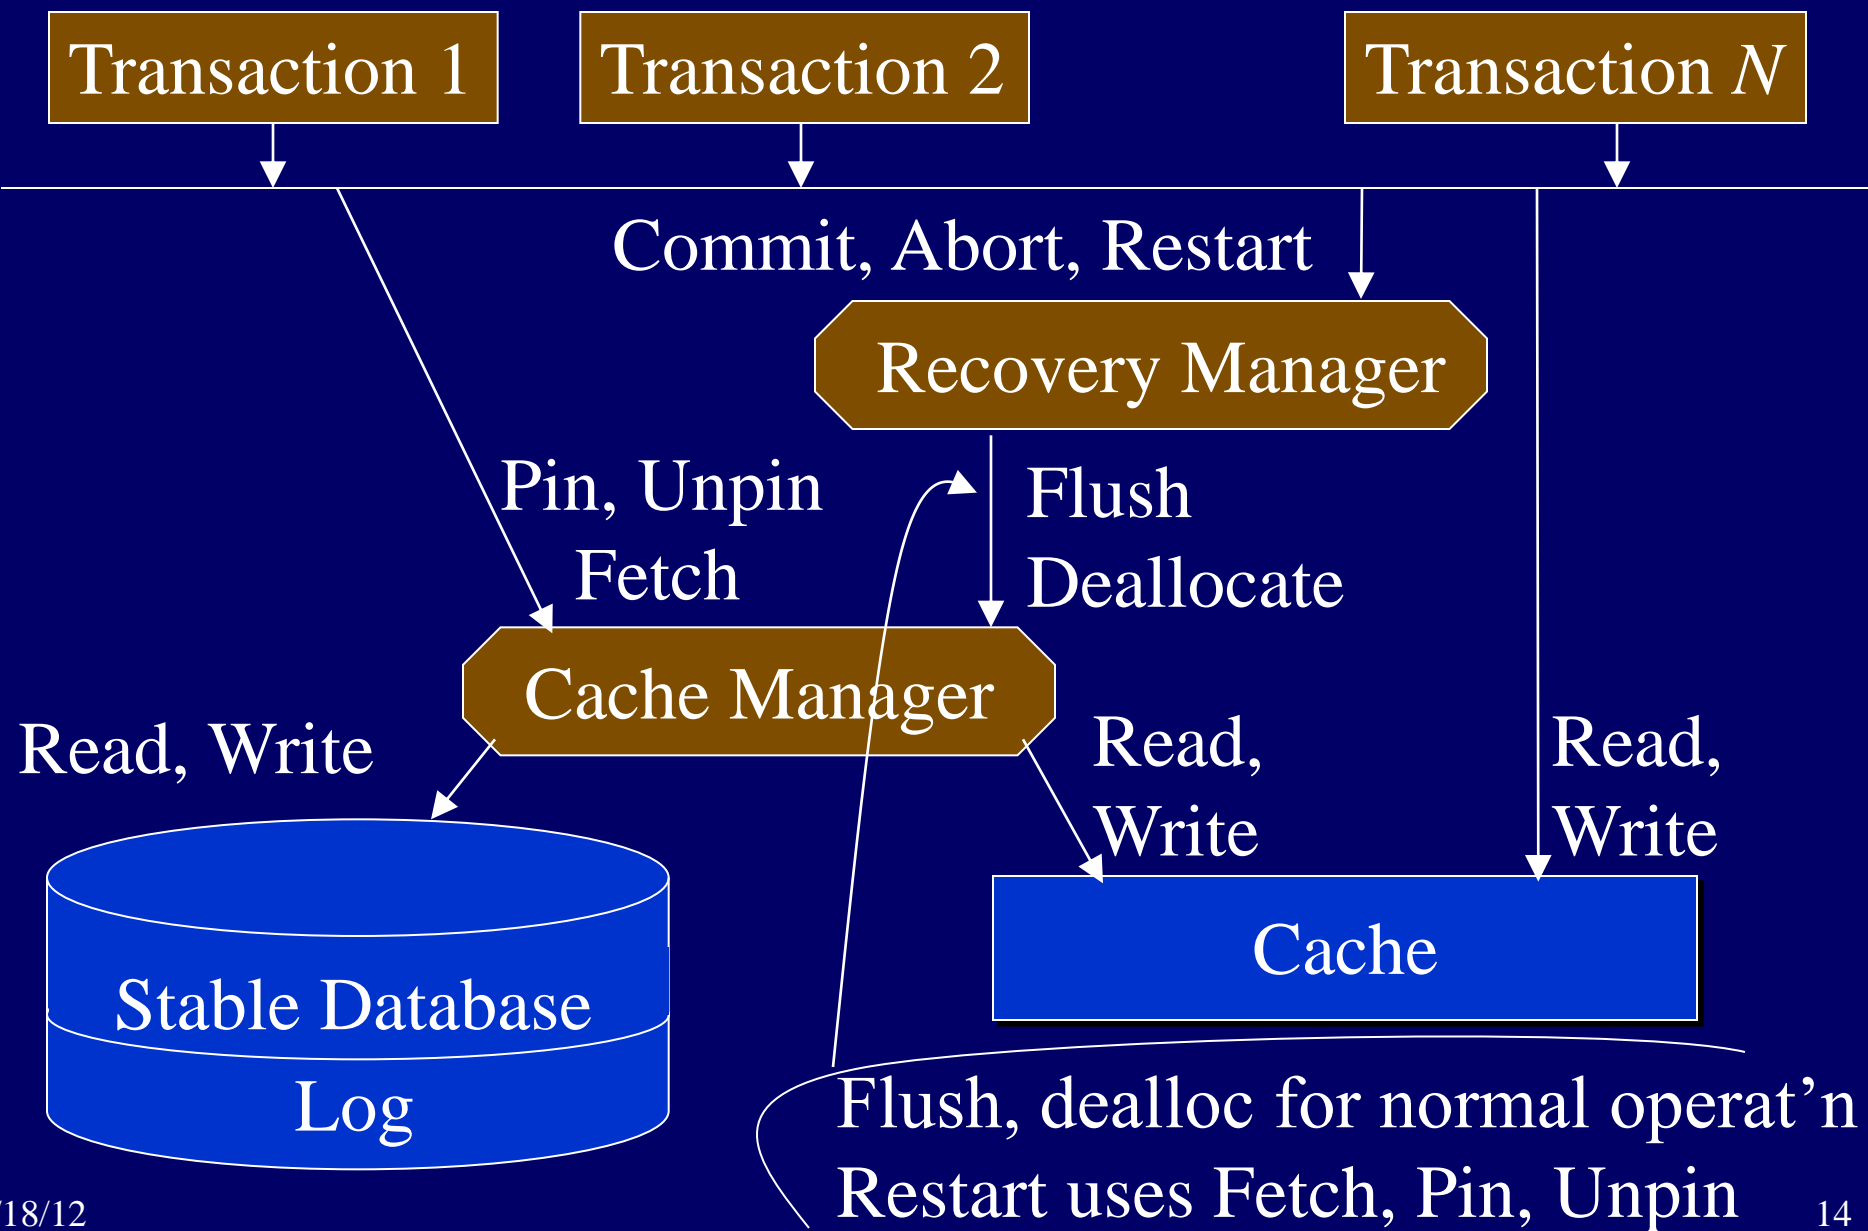 Transaction 1
Transaction 2
Transaction N
Commit, Abort, Restart
Recovery Manager
Pin, Unpin
Fetch
Flush
Deallocate
Cache Manager
Read, Write
Read,
Write
Read,
Write
Cache
Stable Database
Log
Flush, dealloc for normal operat’n
Restart uses Fetch, Pin, Unpin
/18/12
14